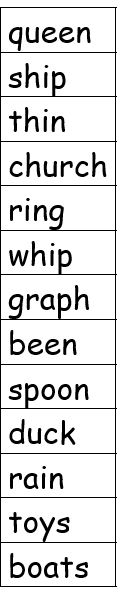 queen
ship
thin
church
ring
whip
graph
been
spoon
duck
rain
toys
boats